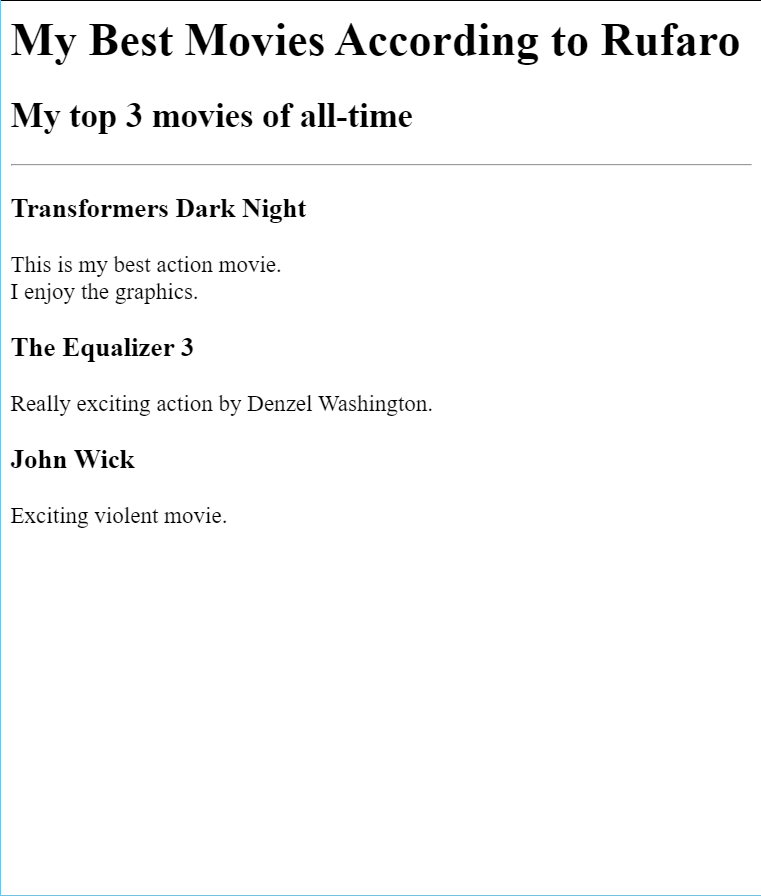 My Best Movies According to Rufaro
My top 3 movies of all-time
Transformers Dark Night
This is my best action movie.
I enjoy the graphics.
The Equalizer 3
Really exciting action by Denzel Washington.
John Wick
Exciting violent movie.